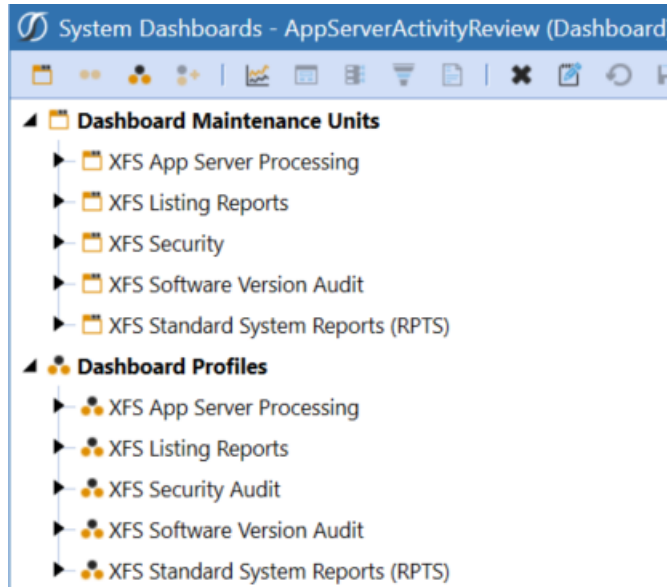 System Dashboards - AppServerActivityReview (Dashboard
Dashboard Maintenance Units
XFS App Server Processing
XFS Listing Reports
XFS Security
XFS Software Version Audit
XFS Standard System Reports (RPTS)
Dashboard Profiles
XFS App Server Processing
XFS Listing Reports
XFS Security Audit
XFS Software Version Audit
XFS Standard System Reports (RPTS)